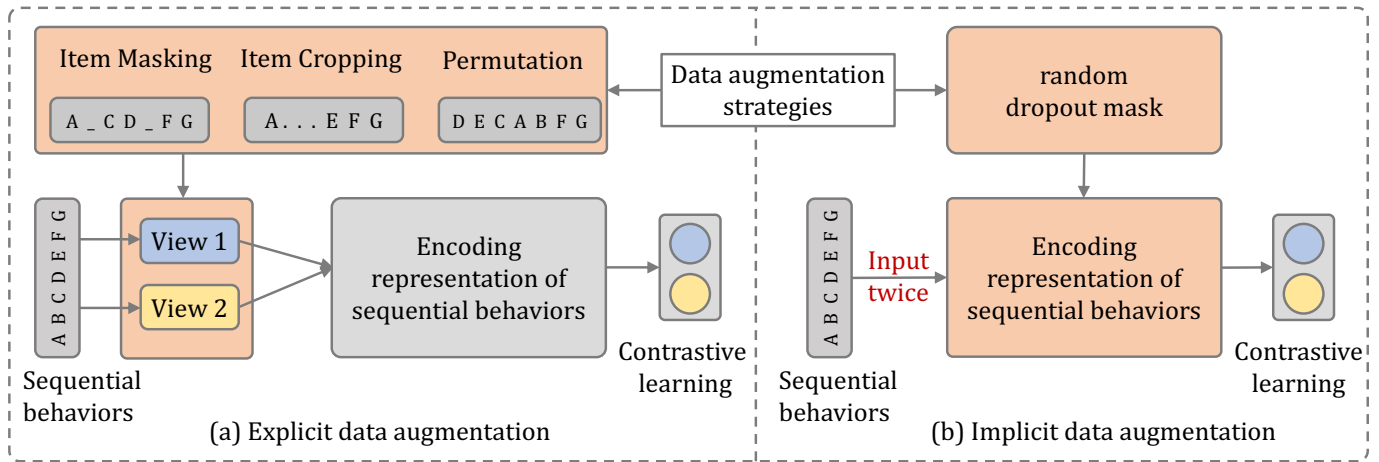 Item Masking
Item Cropping
Permutation
A _ C D _ F G
A . . . E F G
D E C A B F G
Data augmentation
strategies
random
dropout mask
A B C D E F G
View 1
View 2
Encoding
representation of
sequential behaviors
Contrastive
learning
Sequential
behaviors
(a) Explicit data augmentation
A B C D E F G
Input
twice
Encoding
representation of
sequential behaviors
Contrastive
learning
Sequential
behaviors
(b) Implicit data augmentation